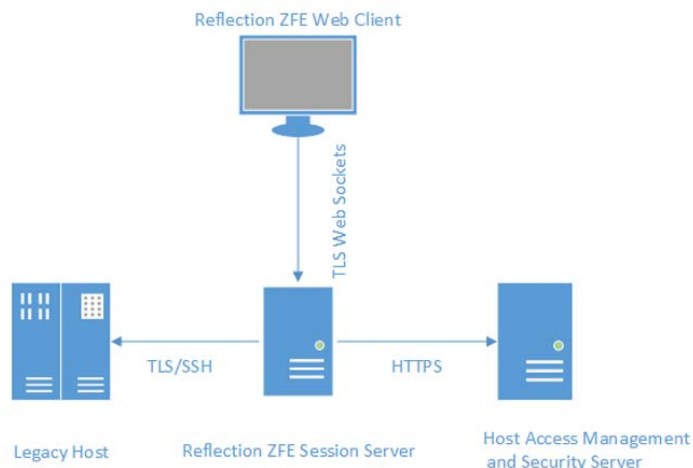 Reflection ZFE Web Client
TLS Web Sockets
TLS/SSH
HTTPS
Legacy Host
Reflection ZFE Session Server
Host Access Management
and Security Server